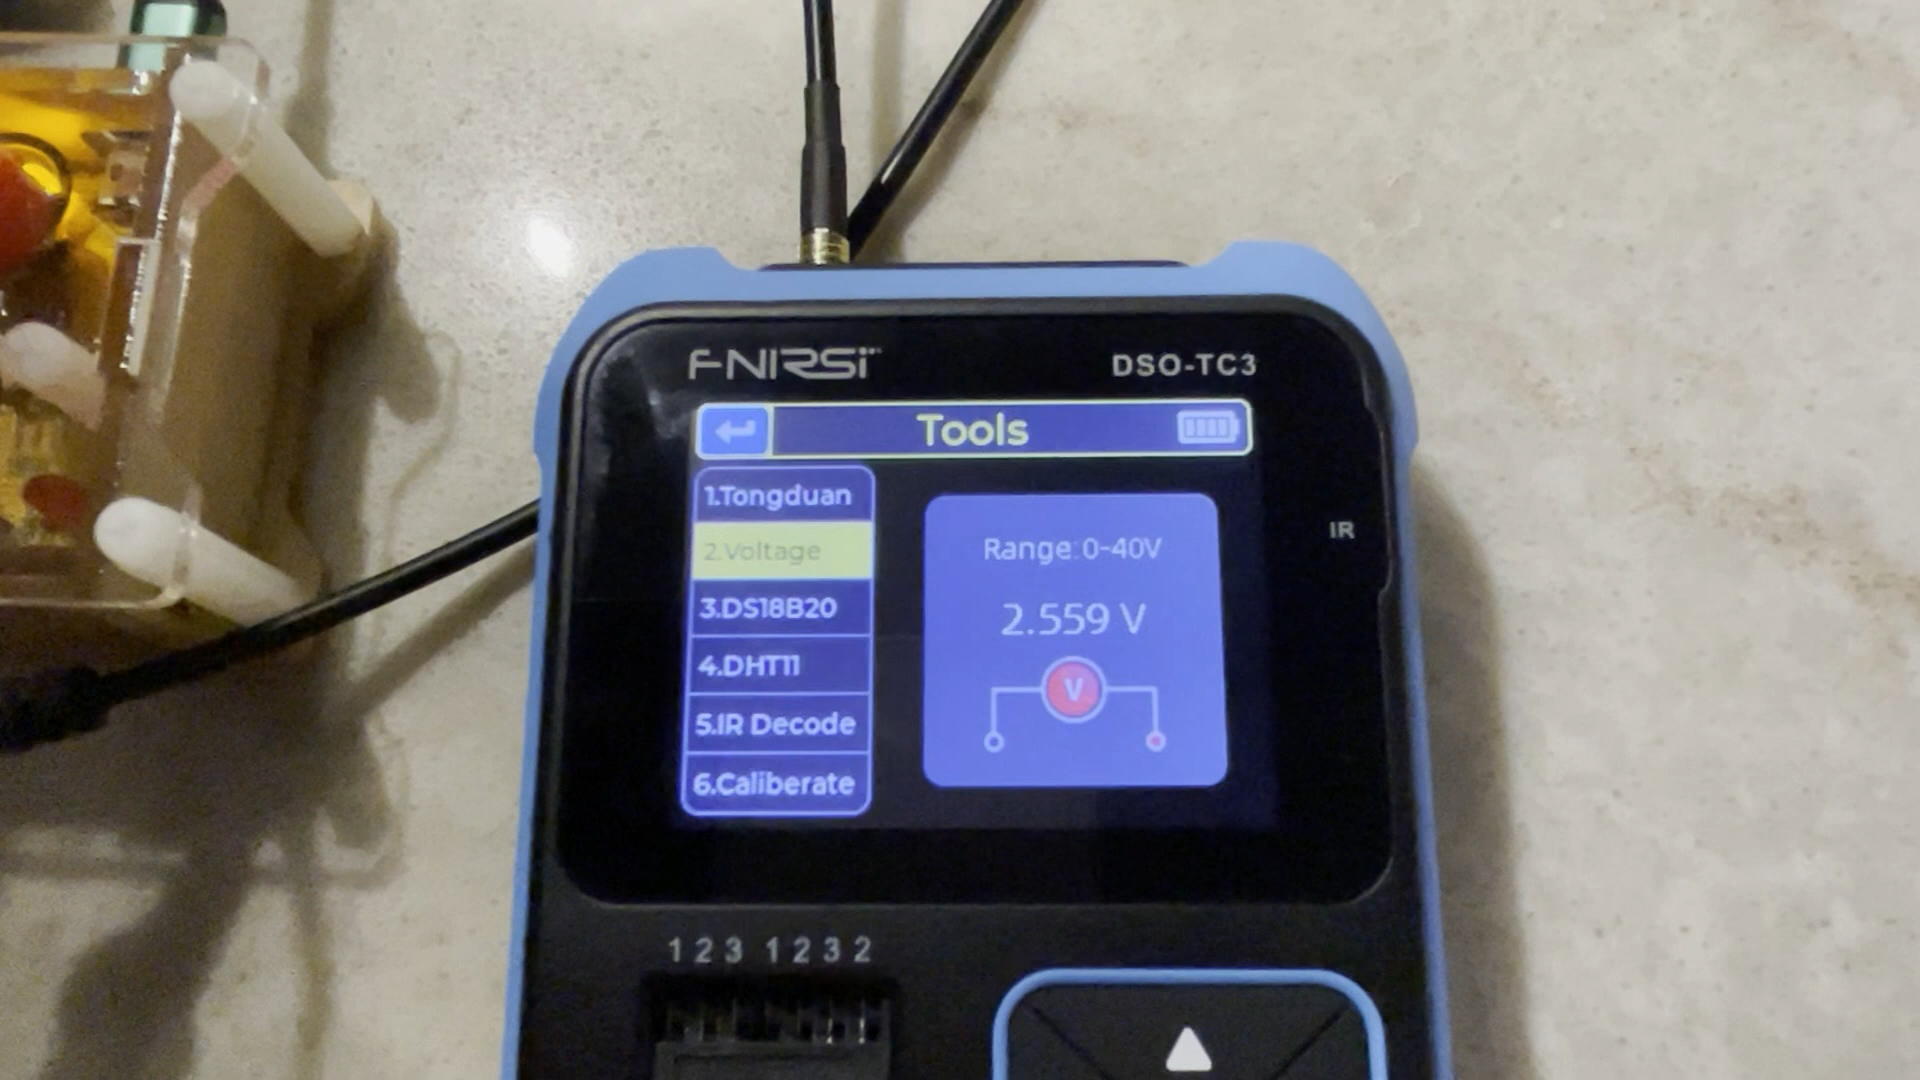 FNIRSI
DSO-TC3
Tools
1.Tongduan
2.Voltage
3.DS18B20
4.DHT11
5.IR Decode
6.Caliberate
Range:0-40V
2.559 V
V
IR
1 2 3 1 2 3 2